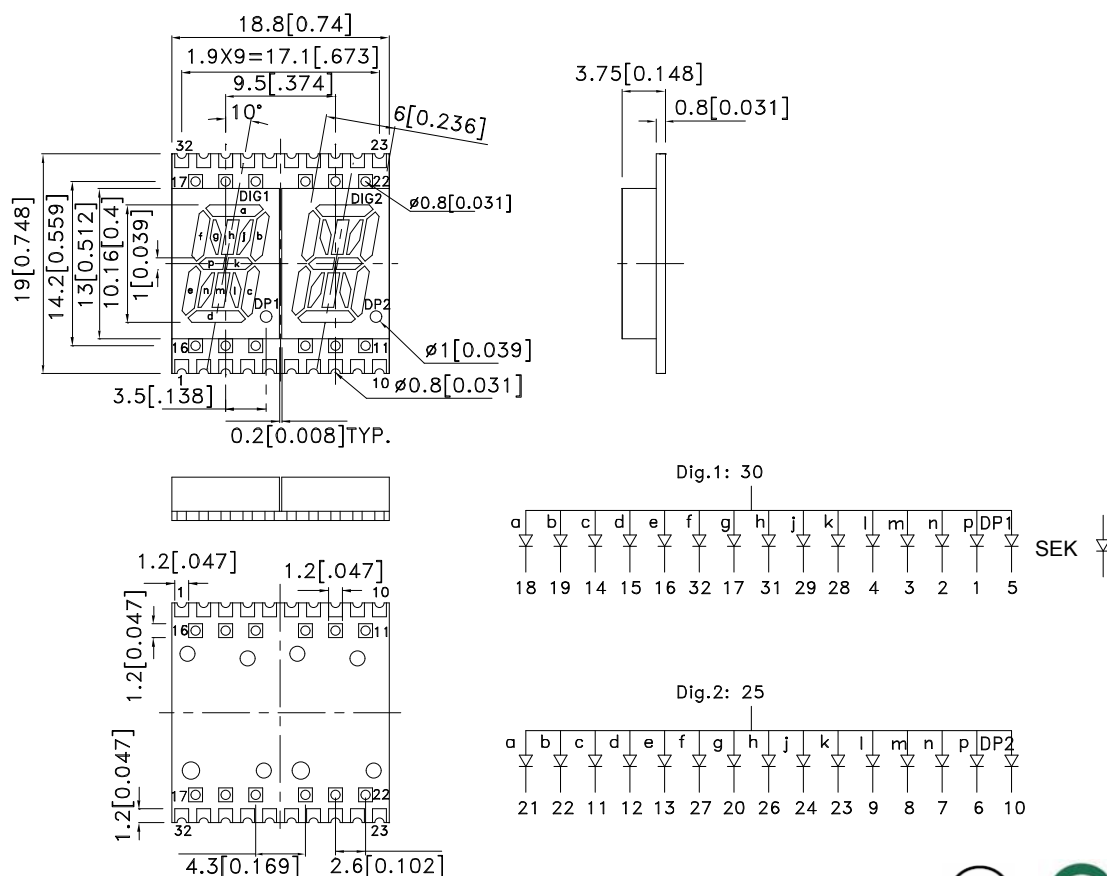 18.8[0.74]
1.9X9=17.1[.673]
9.5[.374]
10°
6[0.236]
3.75[0.148]
0.8[0.031]
32 23
17 22
ø0.8[0.031]
DIG1 DIG2
a
f g h j b
p k
e n m l c
d
DP1 DP2
19[0.748]
14.2[0.559]
13[0.512]
10.16[0.4]
1[0.039]
16 11
1 10
ø1[0.039]
ø0.8[0.031]
3.5[.138]
0.2[0.008]TYP.
Dig.1: 30
a b c d e f g h j k l m n p DP1
SEK
18 19 14 15 16 32 17 31 29 28 4 3 2 1 5
1.2[.047] 1.2[.047]
1 10
16 11
1.2[0.047]
1.2[0.047]
17 22
32 23
4.3[0.169] 2.6[0.102]
Dig.2: 25
a b c d e f g h j k l m n p DP2
21 22 11 12 13 27 20 26 24 23 9 8 7 6 10